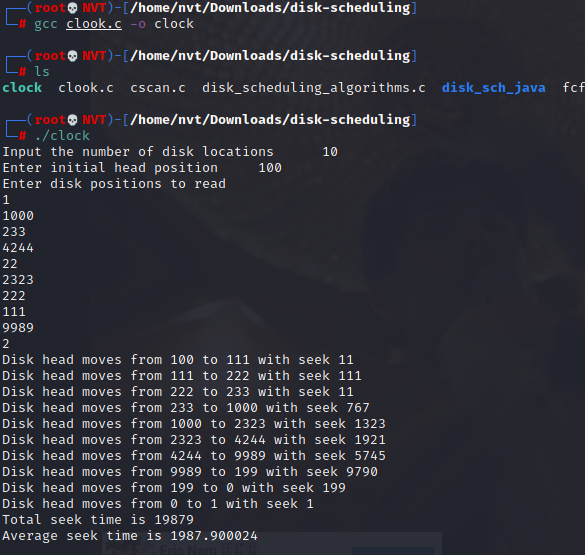 (root💀NVT)-[/home/nvt/Downloads/disk-scheduling]
# gcc clook.c -o clock
(root💀NVT)-[/home/nvt/Downloads/disk-scheduling]
# ls
clock clook.c cscan.c disk_scheduling_algorithms.c disk_sch_java fcf
(root💀NVT)-[/home/nvt/Downloads/disk-scheduling]
# ./clock
Input the number of disk locations 10
Enter initial head position 100
Enter disk positions to read
1
1000
233
4244
22
2323
222
111
9989
2
Disk head moves from 100 to 111 with seek 11
Disk head moves from 111 to 222 with seek 111
Disk head moves from 222 to 233 with seek 11
Disk head moves from 233 to 1000 with seek 767
Disk head moves from 1000 to 2323 with seek 1323
Disk head moves from 2323 to 4244 with seek 1921
Disk head moves from 4244 to 9989 with seek 5745
Disk head moves from 9989 to 199 with seek 9790
Disk head moves from 199 to 0 with seek 199
Disk head moves from 0 to 1 with seek 1
Total seek time is 19879
Average seek time is 1987.900024